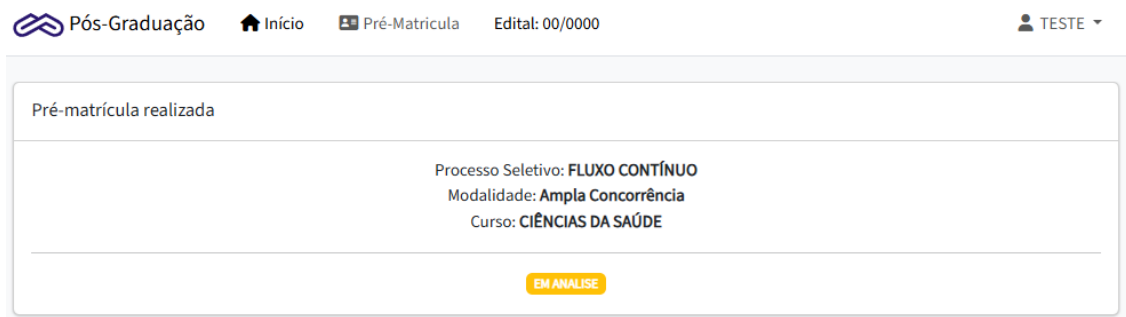 Pós-Graduação Início Pré-Matricula Edital: 00/0000 TESTE
Pré-matrícula realizada
Processo Seletivo: FLUXO CONTÍNUO
Modalidade: Ampla Concorrência
Curso: CIÊNCIAS DA SAÚDE
EM ANALISE